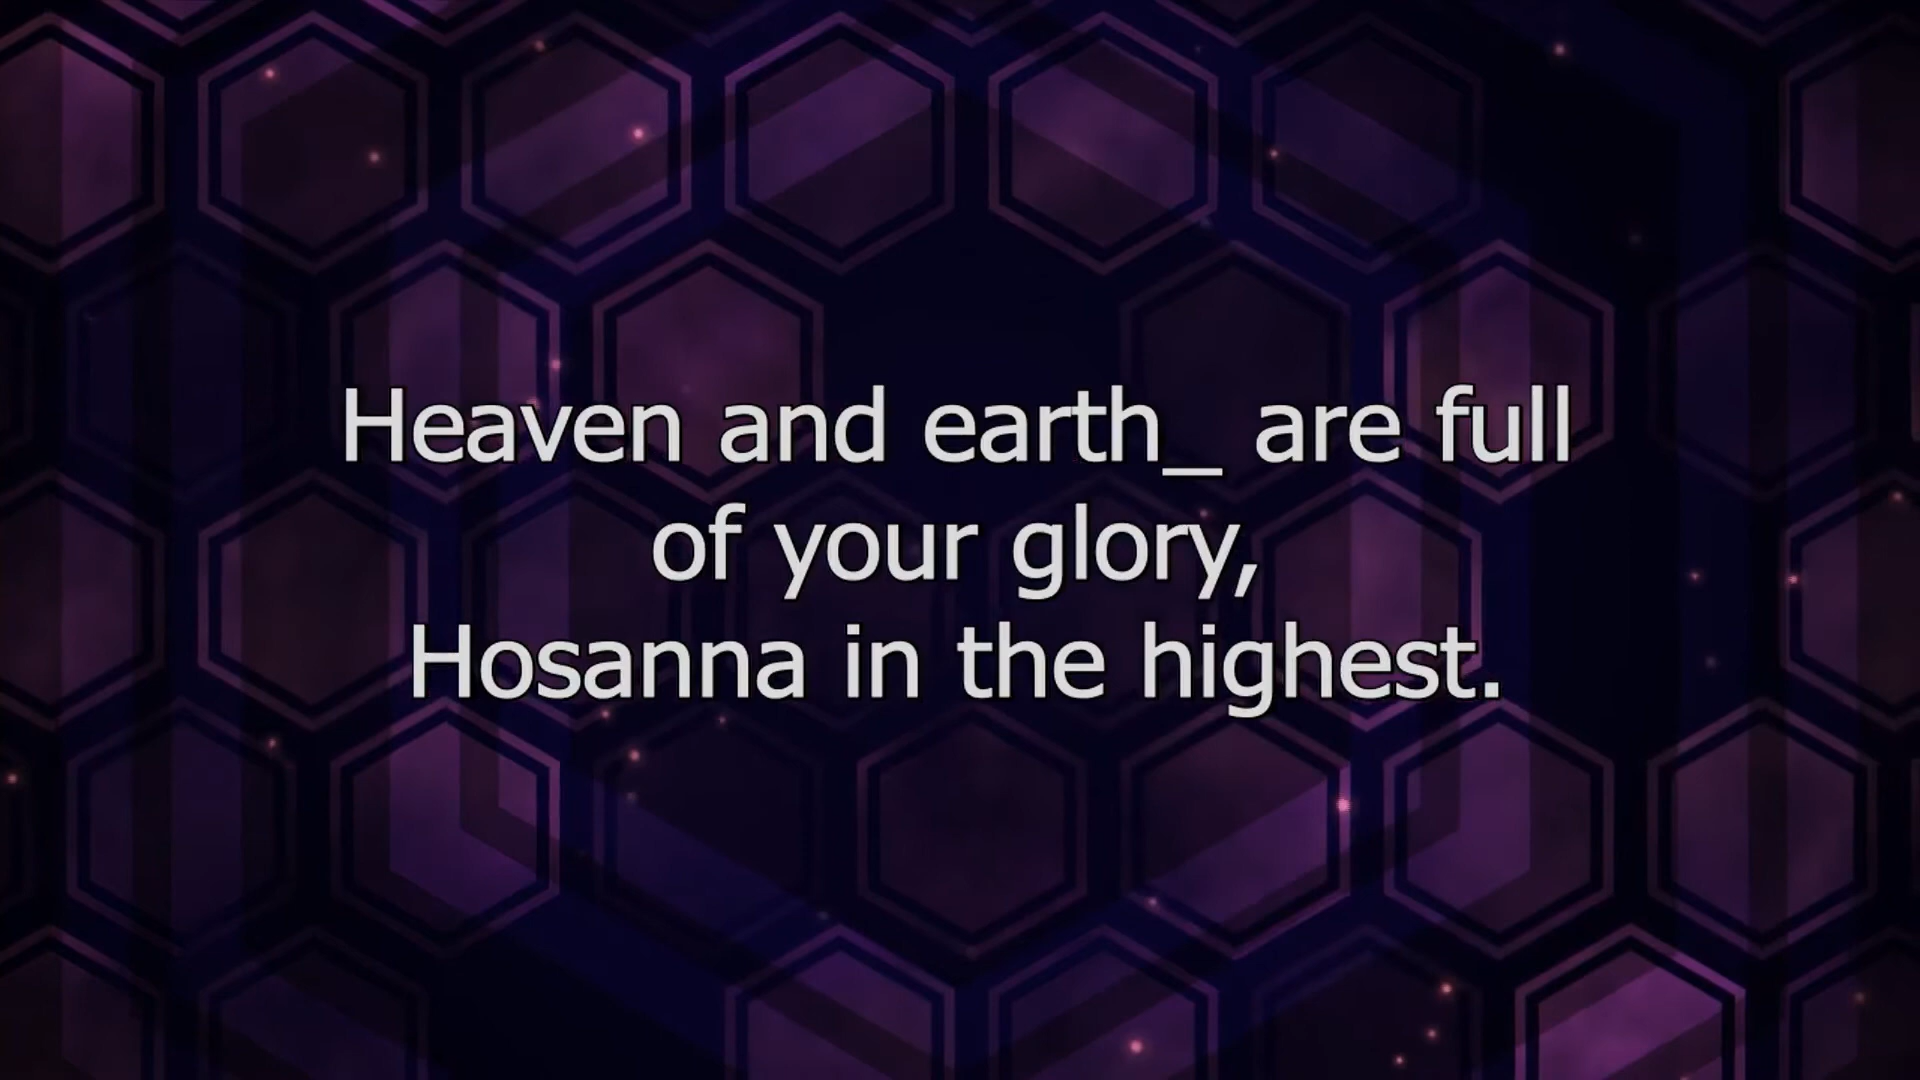 Heaven and earth_ are full
of your glory,
Hosanna in the highest.